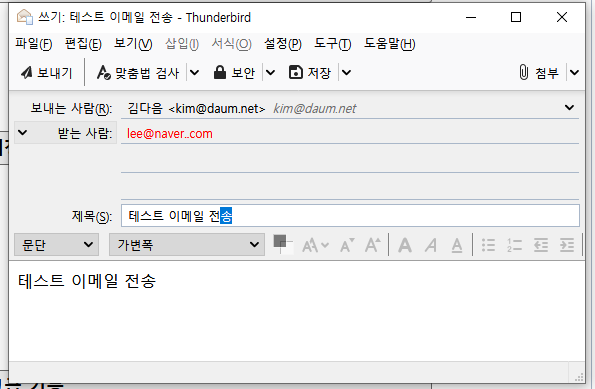 쓰기: 테스트 이메일 전송 - Thunderbird
파일(F) 편집(E) 보기(V) 삽입(I) 서식(O) 설정(P) 도구(T) 도움말(H)
보내기 맞춤법 검사 보안 저장 첨부
보내는 사람(R): 김다음 <kim@daum.net> kim@daum.net
받는 사람: lee@naver..com
제목(S): 테스트 이메일 전송
문단 가변폭
테스트 이메일 전송